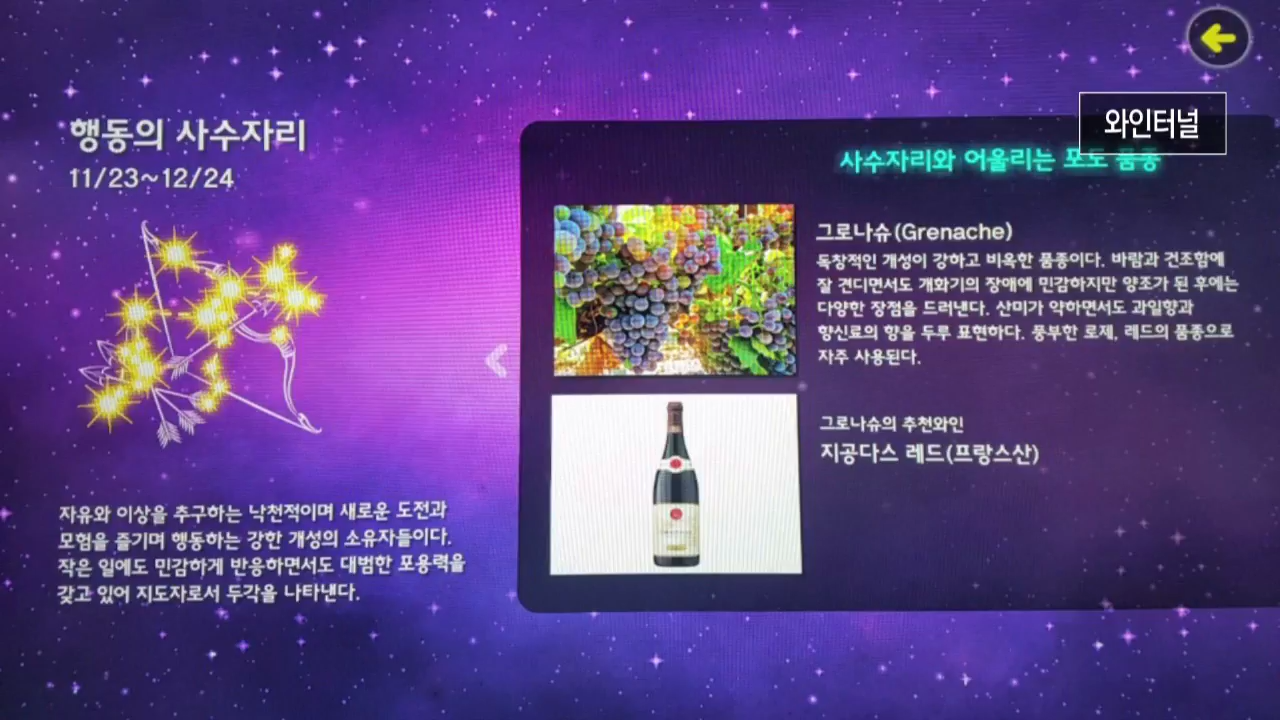 행동의 사수자리
11/23~12/24
자유와 이상을 추구하는 낙천적이며 새로운 도전과
모험을 즐기며 행동하는 강한 개성의 소유자들이다.
작은 일에도 민감하게 반응하면서도 대범한 포용력을
갖고 있어 지도자로서 두각을 나타낸다.
와인터널
사수자리와 어울리는 포도 품종
그로나슈(Grenache)
독창적인 개성이 강하고 비옥한 품종이다. 바람과 건조함에
잘 견디면서도 개화기의 장애에 민감하지만 양조가 된 후에는
다양한 장점을 드러낸다. 산미가 약하면서도 과일향과
향신료의 향을 두루 표현하다. 풍부한 로제, 레드의 품종으로
자주 사용된다.
그로나슈의 추천와인
지공다스 레드(프랑스산)